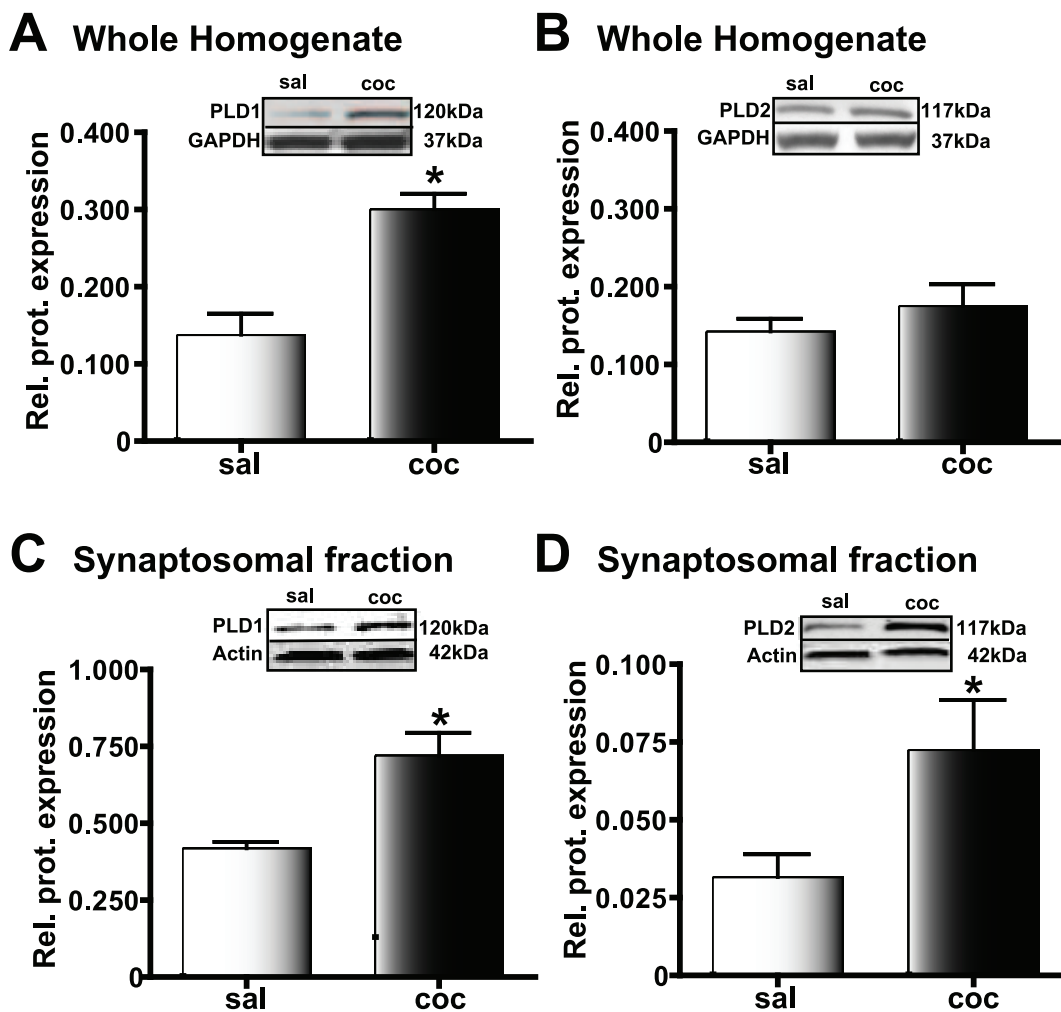 A Whole Homogenate
sal coc
PLD1 120kDa
GAPDH 37kDa
Rel. prot. expression
0.400
0.300
0.200
0.100
0
*
sal coc
B Whole Homogenate
sal coc
PLD2 117kDa
GAPDH 37kDa
Rel. prot. expression
0.400
0.300
0.200
0.100
0
sal coc
C Synaptosomal fraction
sal coc
PLD1 120kDa
Actin 42kDa
Rel. prot. expression
1.000
0.750
0.500
0.250
0
*
sal coc
D Synaptosomal fraction
sal coc
PLD2 117kDa
Actin 42kDa
Rel. prot. expression
0.100
0.075
0.050
0.025
0
*
sal coc